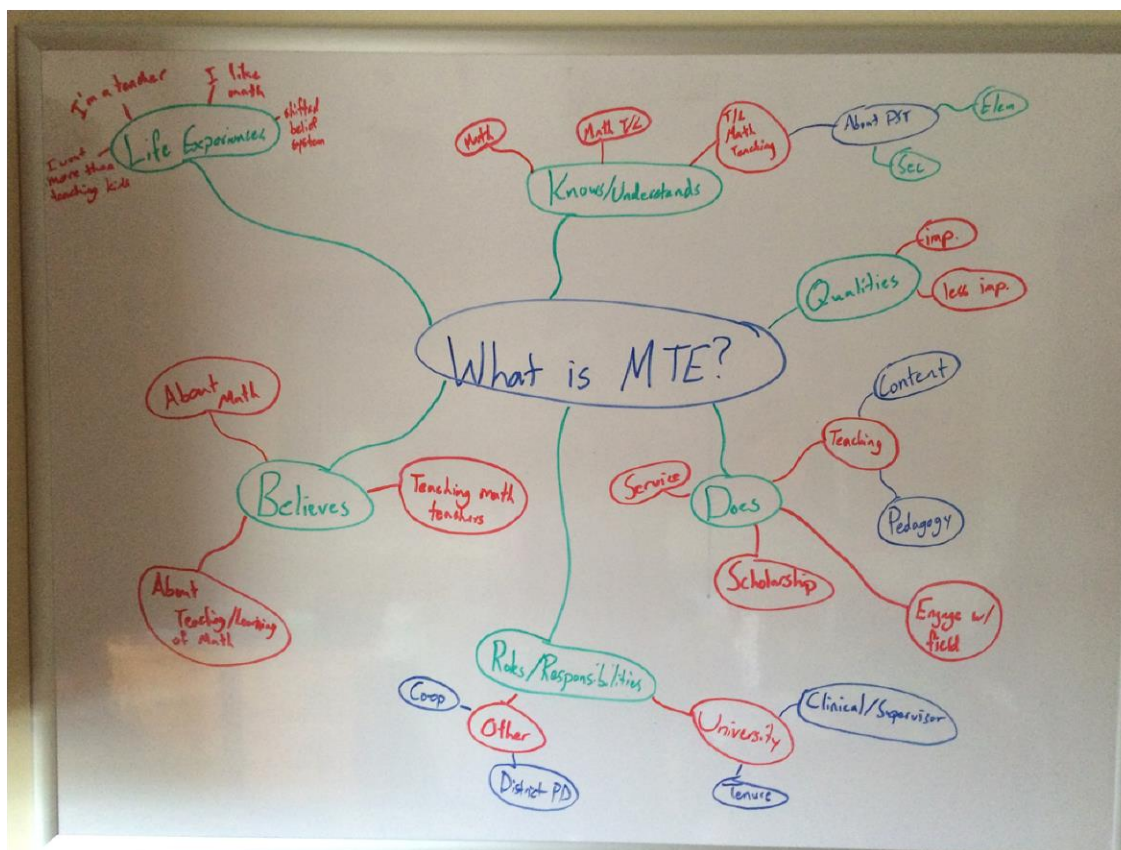 I'm a teacher
I like
math
shifted
belief
system
I want
more than
teaching kids
Life Experiences
Math
Math T/L
T/L
Math
Teaching
About PST
Elem
Sec
Knows/Understands
Qualities
imp.
less imp.
What is MTE?
About
Math
Believes
Teaching math
teachers
About
Teaching/Learning
of Math
Does
Service
Scholarship
Teaching
Content
Pedagogy
Engage w/
field
Roles/Responsibilities
Other
Coop
District PD
University
Clinical/Supervisor
Tenure